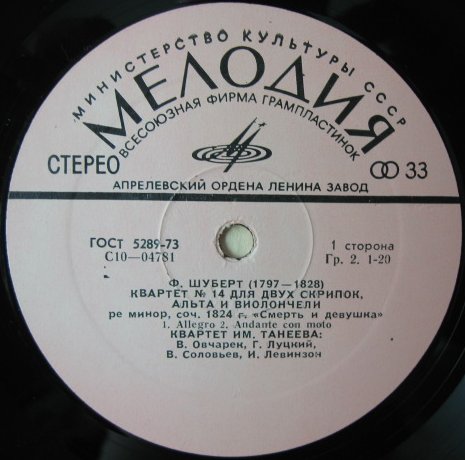 МИНИСТЕРСТВО КУЛЬТУРЫ СССР
МЕЛОДИЯ
ВСЕСОЮЗНАЯ ФИРМА ГРАМПЛАСТИНОК
СТЕРЕО 33
АПРЕЛЕВСКИЙ ОРДЕНА ЛЕНИНА ЗАВОД
ГОСТ 5289-73 1 сторона
С10—04781 Гр. 2. 1-20
Ф. ШУБЕРТ (1797—1828)
КВАРТЕТ № 14 ДЛЯ ДВУХ СКРИПОК,
АЛЬТА И ВИОЛОНЧЕЛИ
ре минор, соч. 1824 г. «Смерть и девушка»
1. Allegro 2. Andante con moto
КВАРТЕТ ИМ. ТАНЕЕВА:
В. Овчарек, Г. Луцкий,
В. Соловьев, И. Левинзон